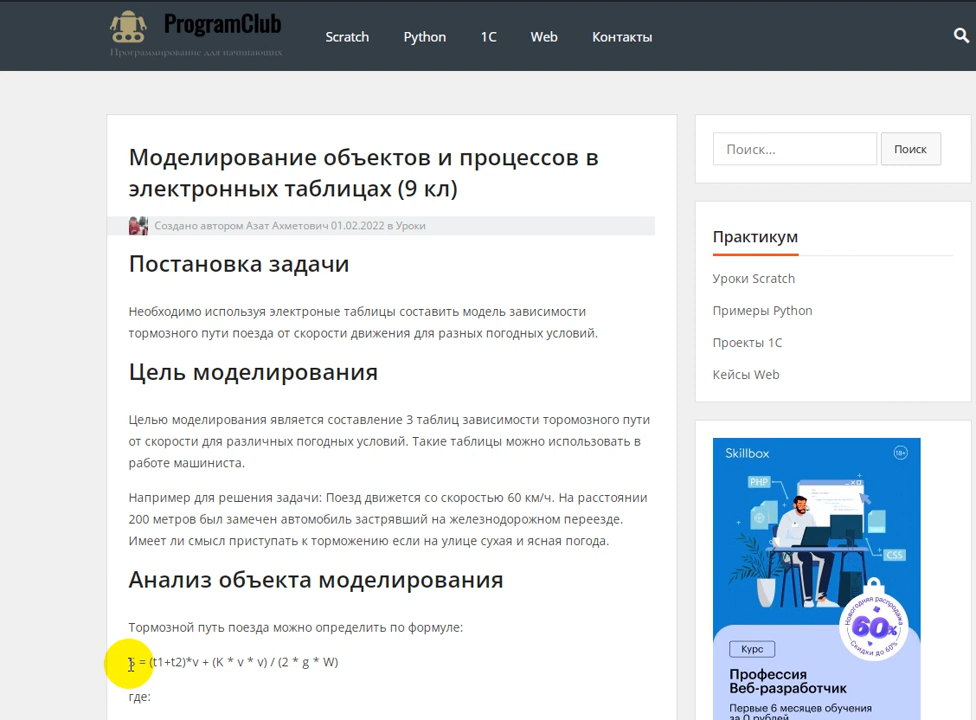 ProgramClub
Программирование для начинающих
Scratch Python 1С Web Контакты
Моделирование объектов и процессов в
электронных таблицах (9 кл)
Создано автором Азат Ахметович 01.02.2022 в Уроки
Постановка задачи
Необходимо используя электроные таблицы составить модель зависимости
тормозного пути поезда от скорости движения для разных погодных условий.
Цель моделирования
Целью моделирования является составление 3 таблиц зависимости торомозного пути
от скорости для различных погодных условий. Такие таблицы можно использовать в
работе машиниста.
Например для решения задачи: Поезд движется со скоростью 60 км/ч. На расстоянии
200 метров был замечен автомобиль застрявший на железнодорожном переезде.
Имеет ли смысл приступать к торможению если на улице сухая и ясная погода.
Анализ объекта моделирования
Тормозной путь поезда можно определить по формуле:
S = (t1+t2)*v + (K * v * v) / (2 * g * W)
где:
Поиск...
Поиск
Практикум
Уроки Scratch
Примеры Python
Проекты 1С
Кейсы Web
Skillbox
18+
PHP
CSS
Новогодняя распродажа
60%
Скидки до 60%
Курс
Профессия
Веб-разработчик
Первые 6 месяцев обучения
за 0 рублей